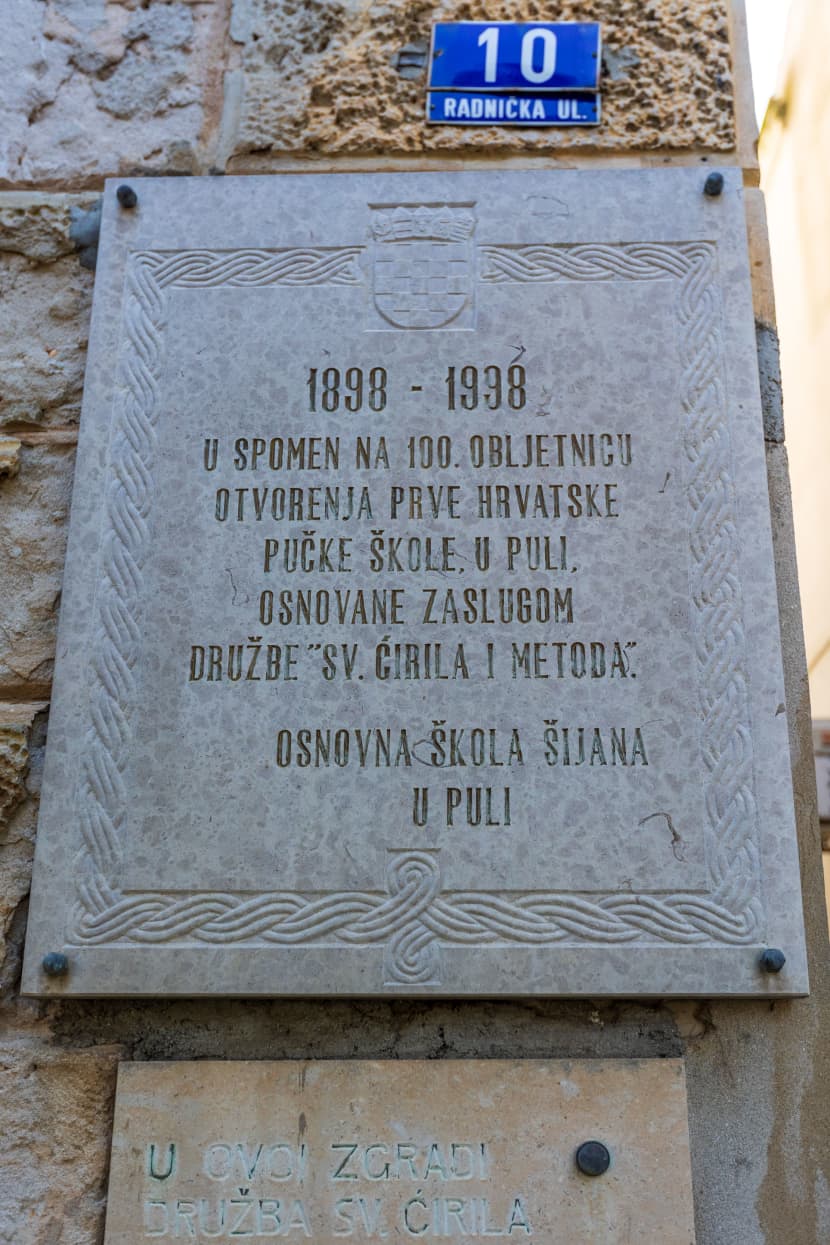 10
RADNIČKA UL.
1898 - 1998
U SPOMEN NA 100. OBLJETNICU
OTVORENJA PRVE HRVATSKE
PUČKE ŠKOLE, U PULI,
OSNOVANE ZASLUGOM
DRUŽBE "SV. ĆIRILA I METODA".
OSNOVNA ŠKOLA ŠIJANA
U PULI
U OVOJ ZGRADI
DRUŽBA SV. ĆIRILA